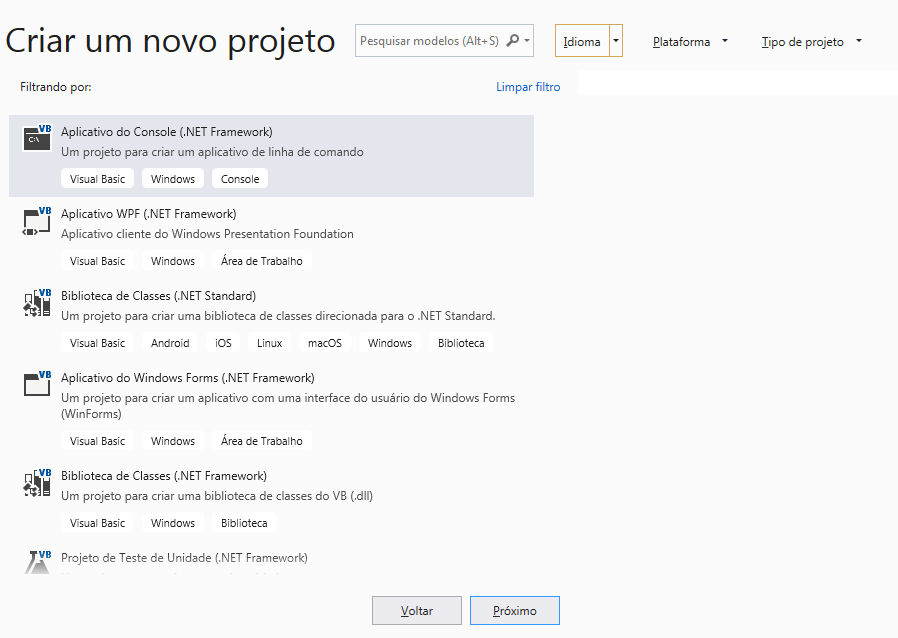 Criar um novo projeto
Pesquisar modelos (Alt+S)
Idioma
Plataforma
Tipo de projeto
Filtrando por:
Limpar filtro
VB
C:\
Aplicativo do Console (.NET Framework)
Um projeto para criar um aplicativo de linha de comando
Visual Basic Windows Console
VB
Aplicativo WPF (.NET Framework)
Aplicativo cliente do Windows Presentation Foundation
Visual Basic Windows Área de Trabalho
VB
Biblioteca de Classes (.NET Standard)
Um projeto para criar uma biblioteca de classes direcionada para o .NET Standard.
Visual Basic Android iOS Linux macOS Windows Biblioteca
VB
Aplicativo do Windows Forms (.NET Framework)
Um projeto para criar um aplicativo com uma interface do usuário do Windows Forms
(WinForms)
Visual Basic Windows Área de Trabalho
VB
Biblioteca de Classes (.NET Framework)
Um projeto para criar uma biblioteca de classes do VB (.dll)
Visual Basic Windows Biblioteca
VB
Projeto de Teste de Unidade (.NET Framework)
Voltar
Próximo